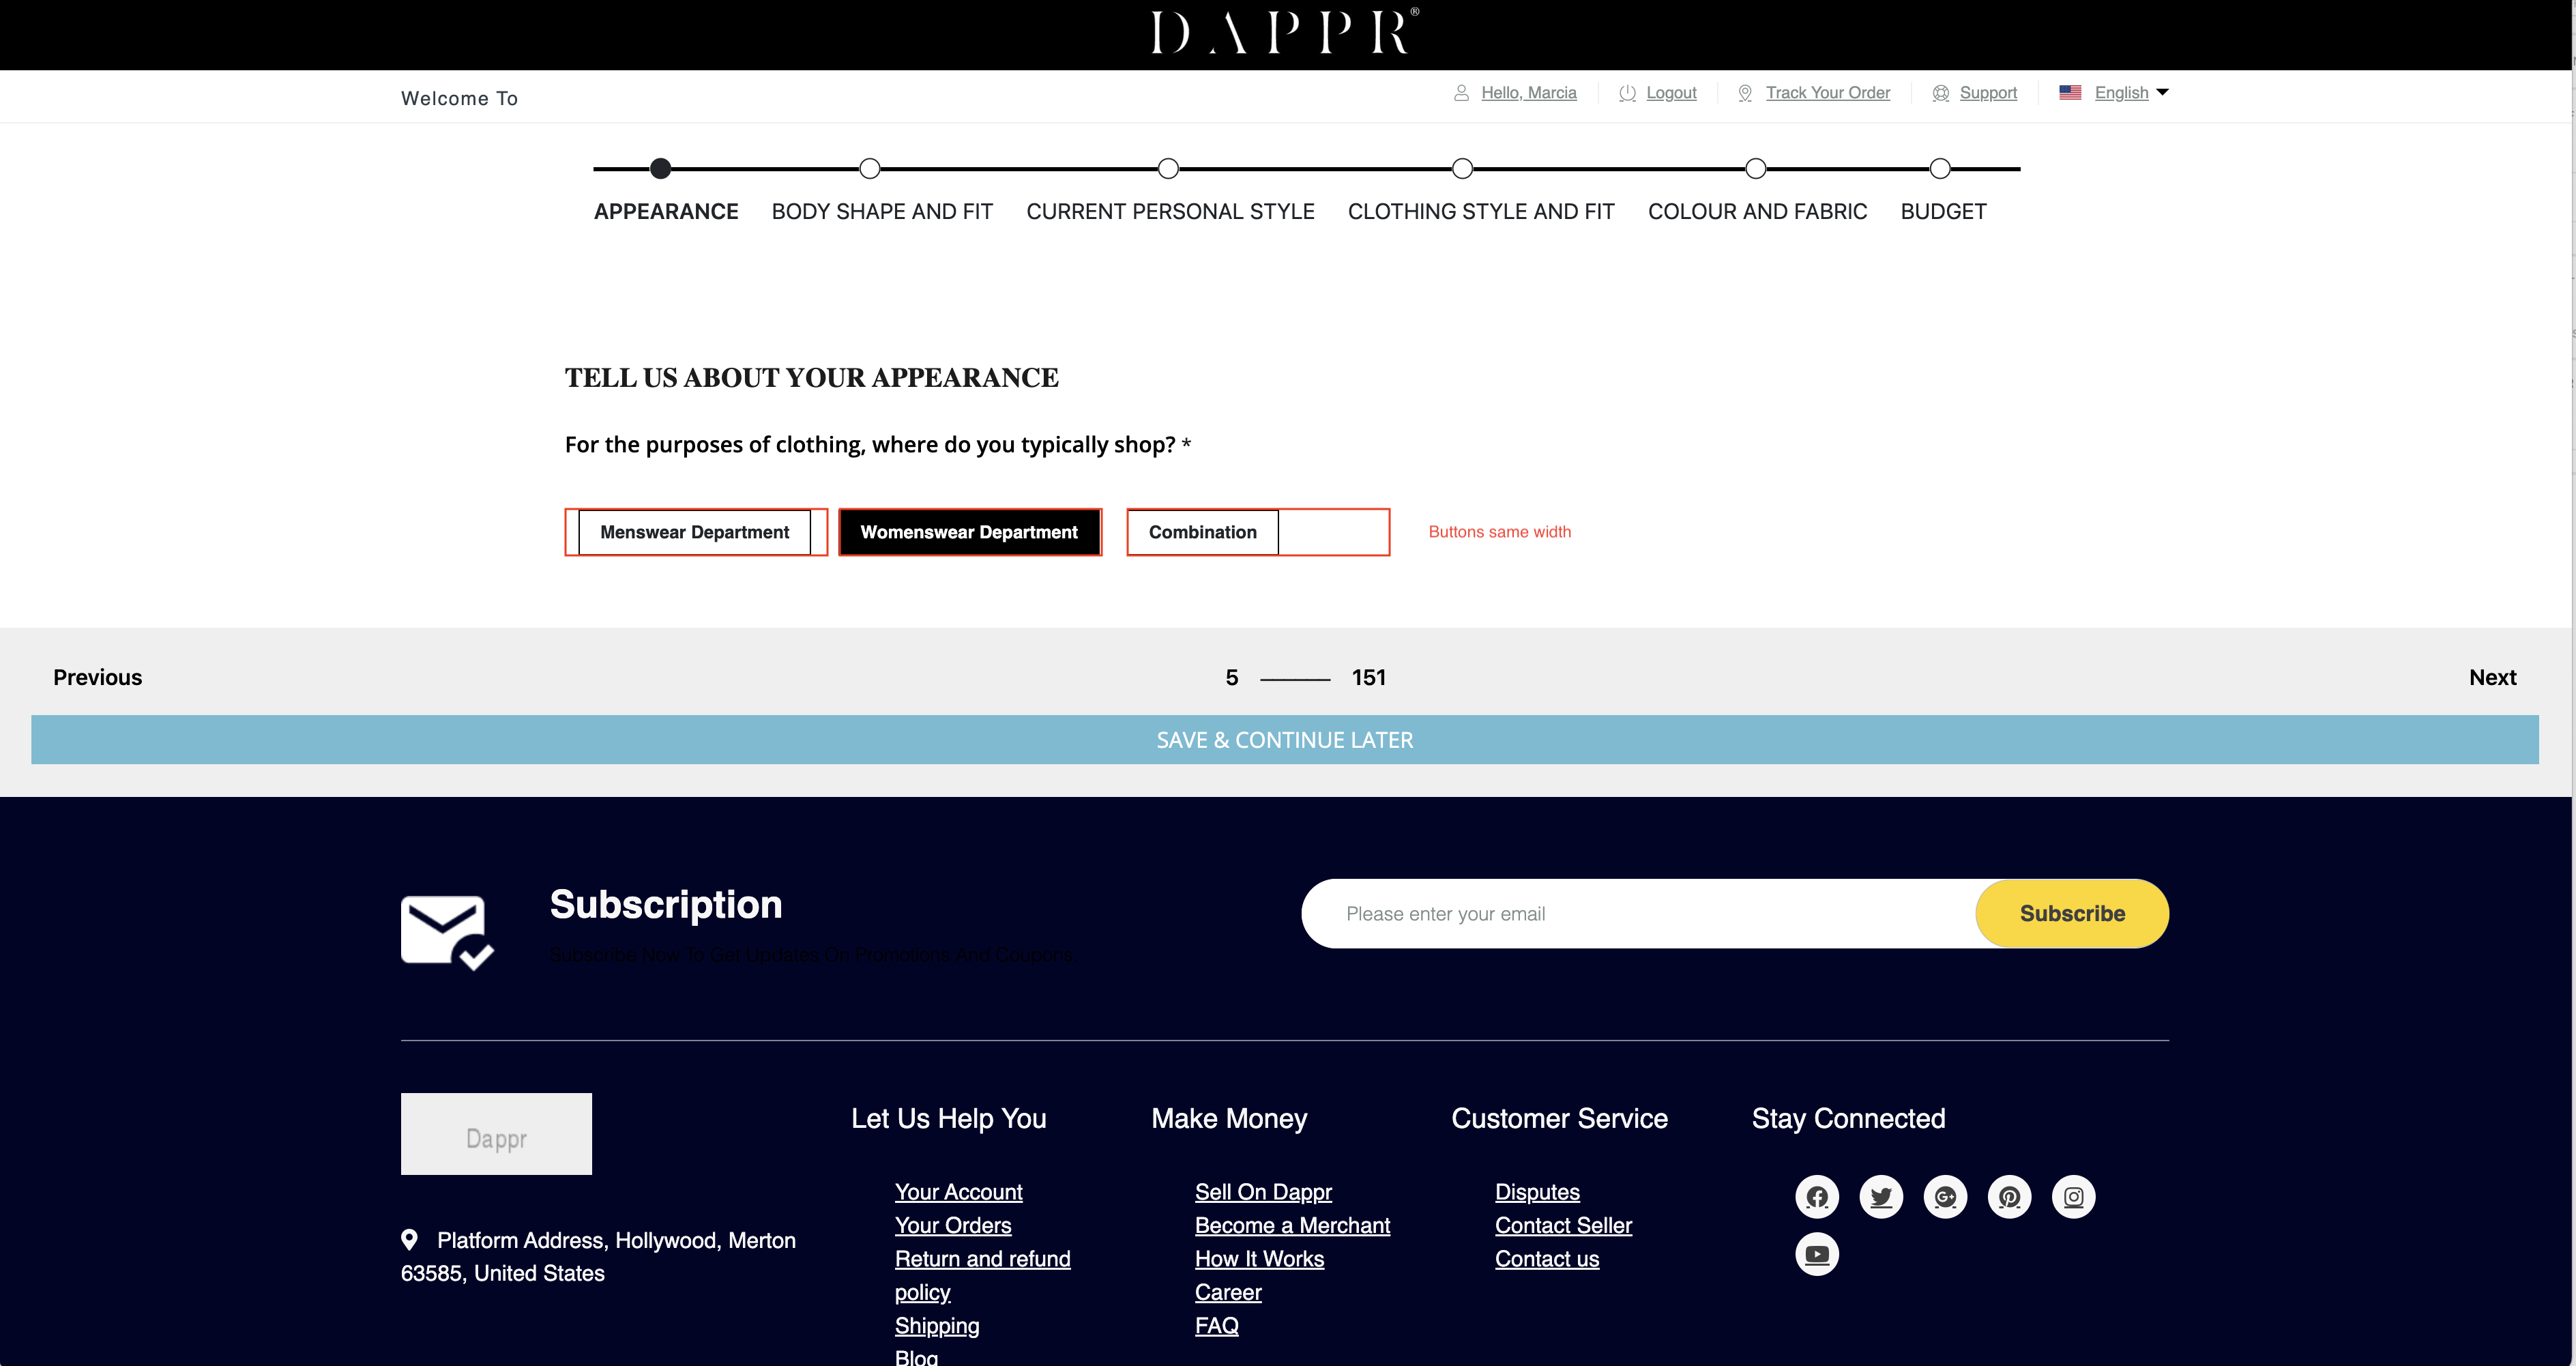 DAPPR®
Welcome To
Hello, Marcia
Logout
Track Your Order
Support
English
APPEARANCE
BODY SHAPE AND FIT
CURRENT PERSONAL STYLE
CLOTHING STYLE AND FIT
COLOUR AND FABRIC
BUDGET
TELL US ABOUT YOUR APPEARANCE
For the purposes of clothing, where do you typically shop? *
Menswear Department
Womenswear Department
Combination
Buttons same width
Previous
5
151
Next
SAVE & CONTINUE LATER
Subscription
Subscribe Now To Get Updates On Promotions And Coupons.
Please enter your email
Subscribe
Dappr
Platform Address, Hollywood, Merton
63585, United States
Let Us Help You
Your Account
Your Orders
Return and refund
policy
Shipping
Blog
Make Money
Sell On Dappr
Become a Merchant
How It Works
Career
FAQ
Customer Service
Disputes
Contact Seller
Contact us
Stay Connected